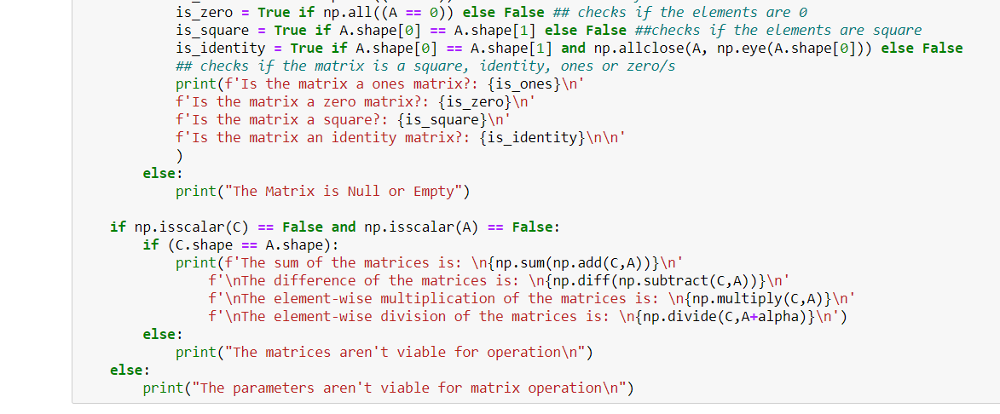 is_zero = True if np.all((A == 0)) else False ## checks if the elements are 0
is_square = True if A.shape[0] == A.shape[1] else False ##checks if the elements are square
is_identity = True if A.shape[0] == A.shape[1] and np.allclose(A, np.eye(A.shape[0])) else False
## checks if the matrix is a square, identity, ones or zero/s
print(f'Is the matrix a ones matrix?: {is_ones}\n'
f'Is the matrix a zero matrix?: {is_zero}\n'
f'Is the matrix a square?: {is_square}\n'
f'Is the matrix an identity matrix?: {is_identity}\n\n'
)
else:
print("The Matrix is Null or Empty")
if np.isscalar(C) == False and np.isscalar(A) == False:
if (C.shape == A.shape):
print(f'The sum of the matrices is: \n{np.sum(np.add(C,A))}\n'
f'\nThe difference of the matrices is: \n{np.diff(np.subtract(C,A))}\n'
f'\nThe element-wise multiplication of the matrices is: \n{np.multiply(C,A)}\n'
f'\nThe element-wise division of the matrices is: \n{np.divide(C,A+alpha)}\n')
else:
print("The matrices aren't viable for operation\n")
else:
print("The parameters aren't viable for matrix operation\n")